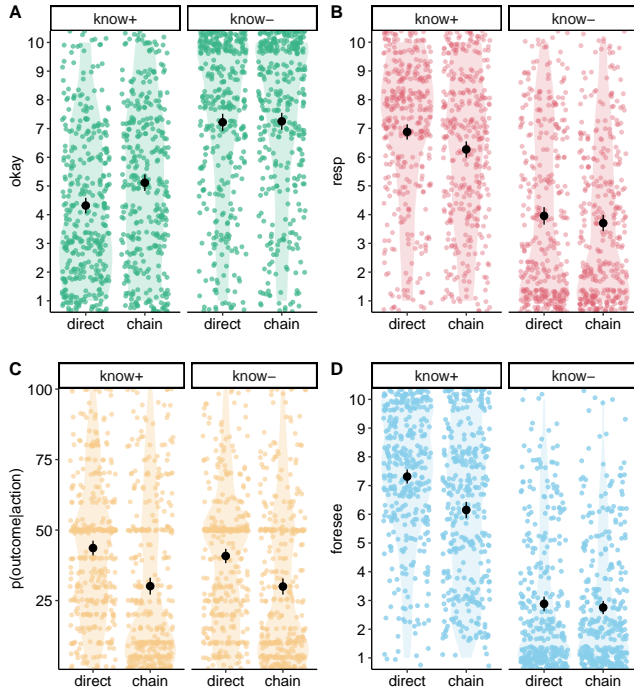 A
know+
know−
okay
10
9
8
7
6
5
4
3
2
1
direct
chain
direct
chain
B
know+
know−
resp
10
9
8
7
6
5
4
3
2
1
direct
chain
direct
chain
C
know+
know−
p(outcome|action)
100
75
50
25
direct
chain
direct
chain
D
know+
know−
foresee
10
9
8
7
6
5
4
3
2
1
direct
chain
direct
chain